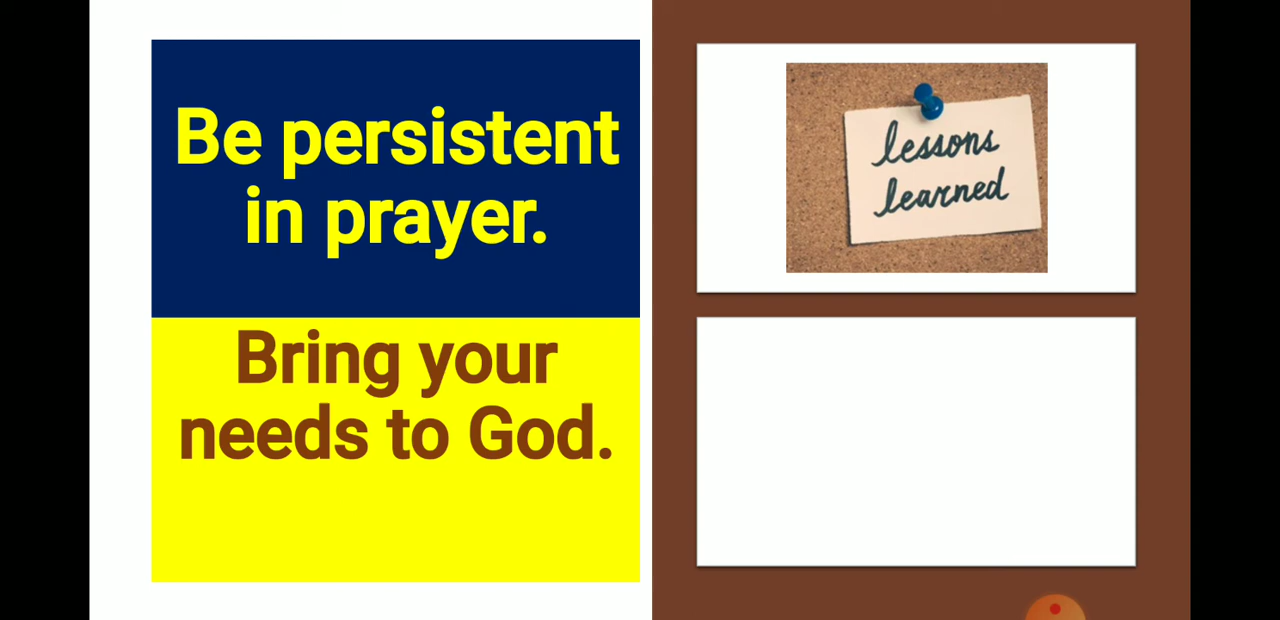 Be persistent
in prayer.
Bring your
needs to God.
lessons
learned